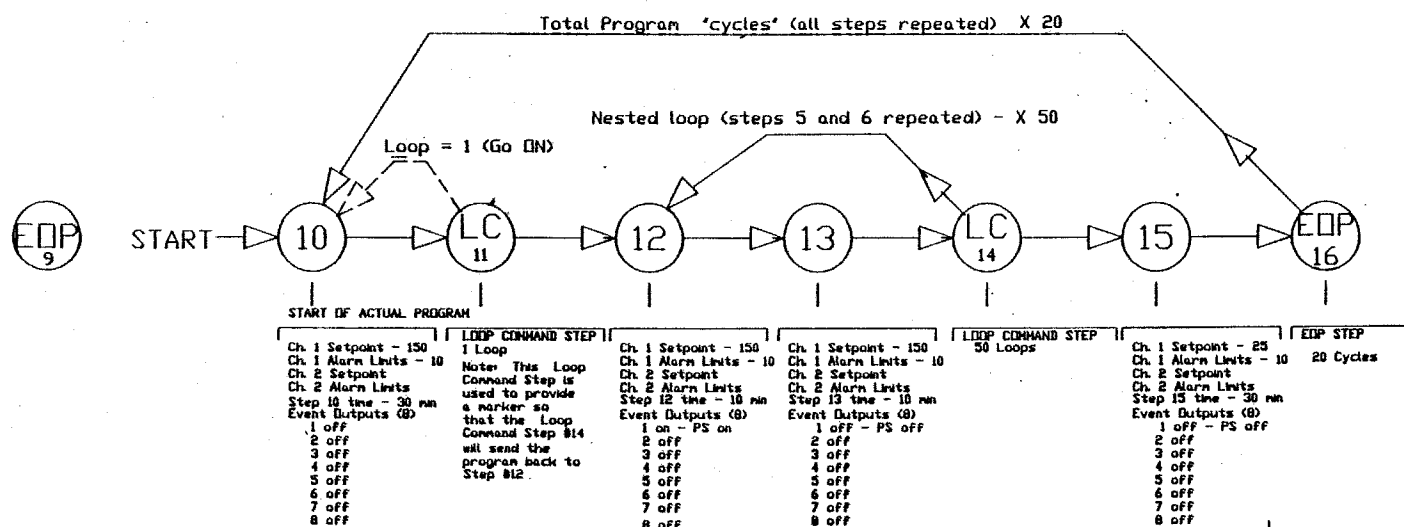 Total Program 'cycles' (all steps repeated) X 20
Nested loop (steps 5 and 6 repeated) - X 50
Loop = 1 (Go ON)
EOP
9
START
10
LC
11
12
13
LC
14
15
EOP
16
START OF ACTUAL PROGRAM
Ch. 1 Setpoint - 150
Ch. 1 Alarm Limits - 10
Ch. 2 Setpoint
Ch. 2 Alarm Limits
Step 10 time - 30 min
Event Outputs (8)
1 off
2 off
3 off
4 off
5 off
6 off
7 off
8 off
LOOP COMMAND STEP
1 Loop
Note: This Loop
Command Step is
used to provide
a marker so
that the Loop
Command Step #14
will send the
program back to
Step #12.
Ch. 1 Setpoint - 150
Ch. 1 Alarm Limits - 10
Ch. 2 Setpoint
Ch. 2 Alarm Limits
Step 12 time - 10 min
Event Outputs (8)
1 on - PS on
2 off
3 off
4 off
5 off
6 off
7 off
8 off
Ch. 1 Setpoint - 150
Ch. 1 Alarm Limits - 10
Ch. 2 Setpoint
Ch. 2 Alarm Limits
Step 13 time - 10 min
Event Outputs (8)
1 off - PS off
2 off
3 off
4 off
5 off
6 off
7 off
8 off
LOOP COMMAND STEP
50 Loops
Ch. 1 Setpoint - 25
Ch. 1 Alarm Limits - 10
Ch. 2 Setpoint
Ch. 2 Alarm Limits
Step 15 time - 30 min
Event Outputs (8)
1 off - PS off
2 off
3 off
4 off
5 off
6 off
7 off
8 off
EOP STEP
20 Cycles